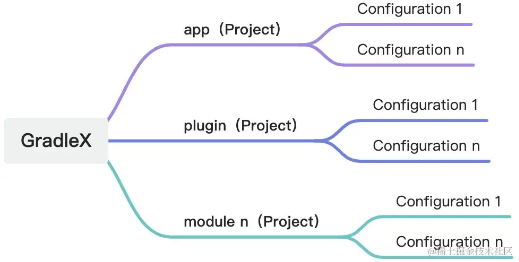 Configuration 1
app（Project）
Configuration n
Configuration 1
GradleX
plugin（Project）
Configuration n
Configuration 1
module n（Project）
Configuration n
@稀土掘金技术社区